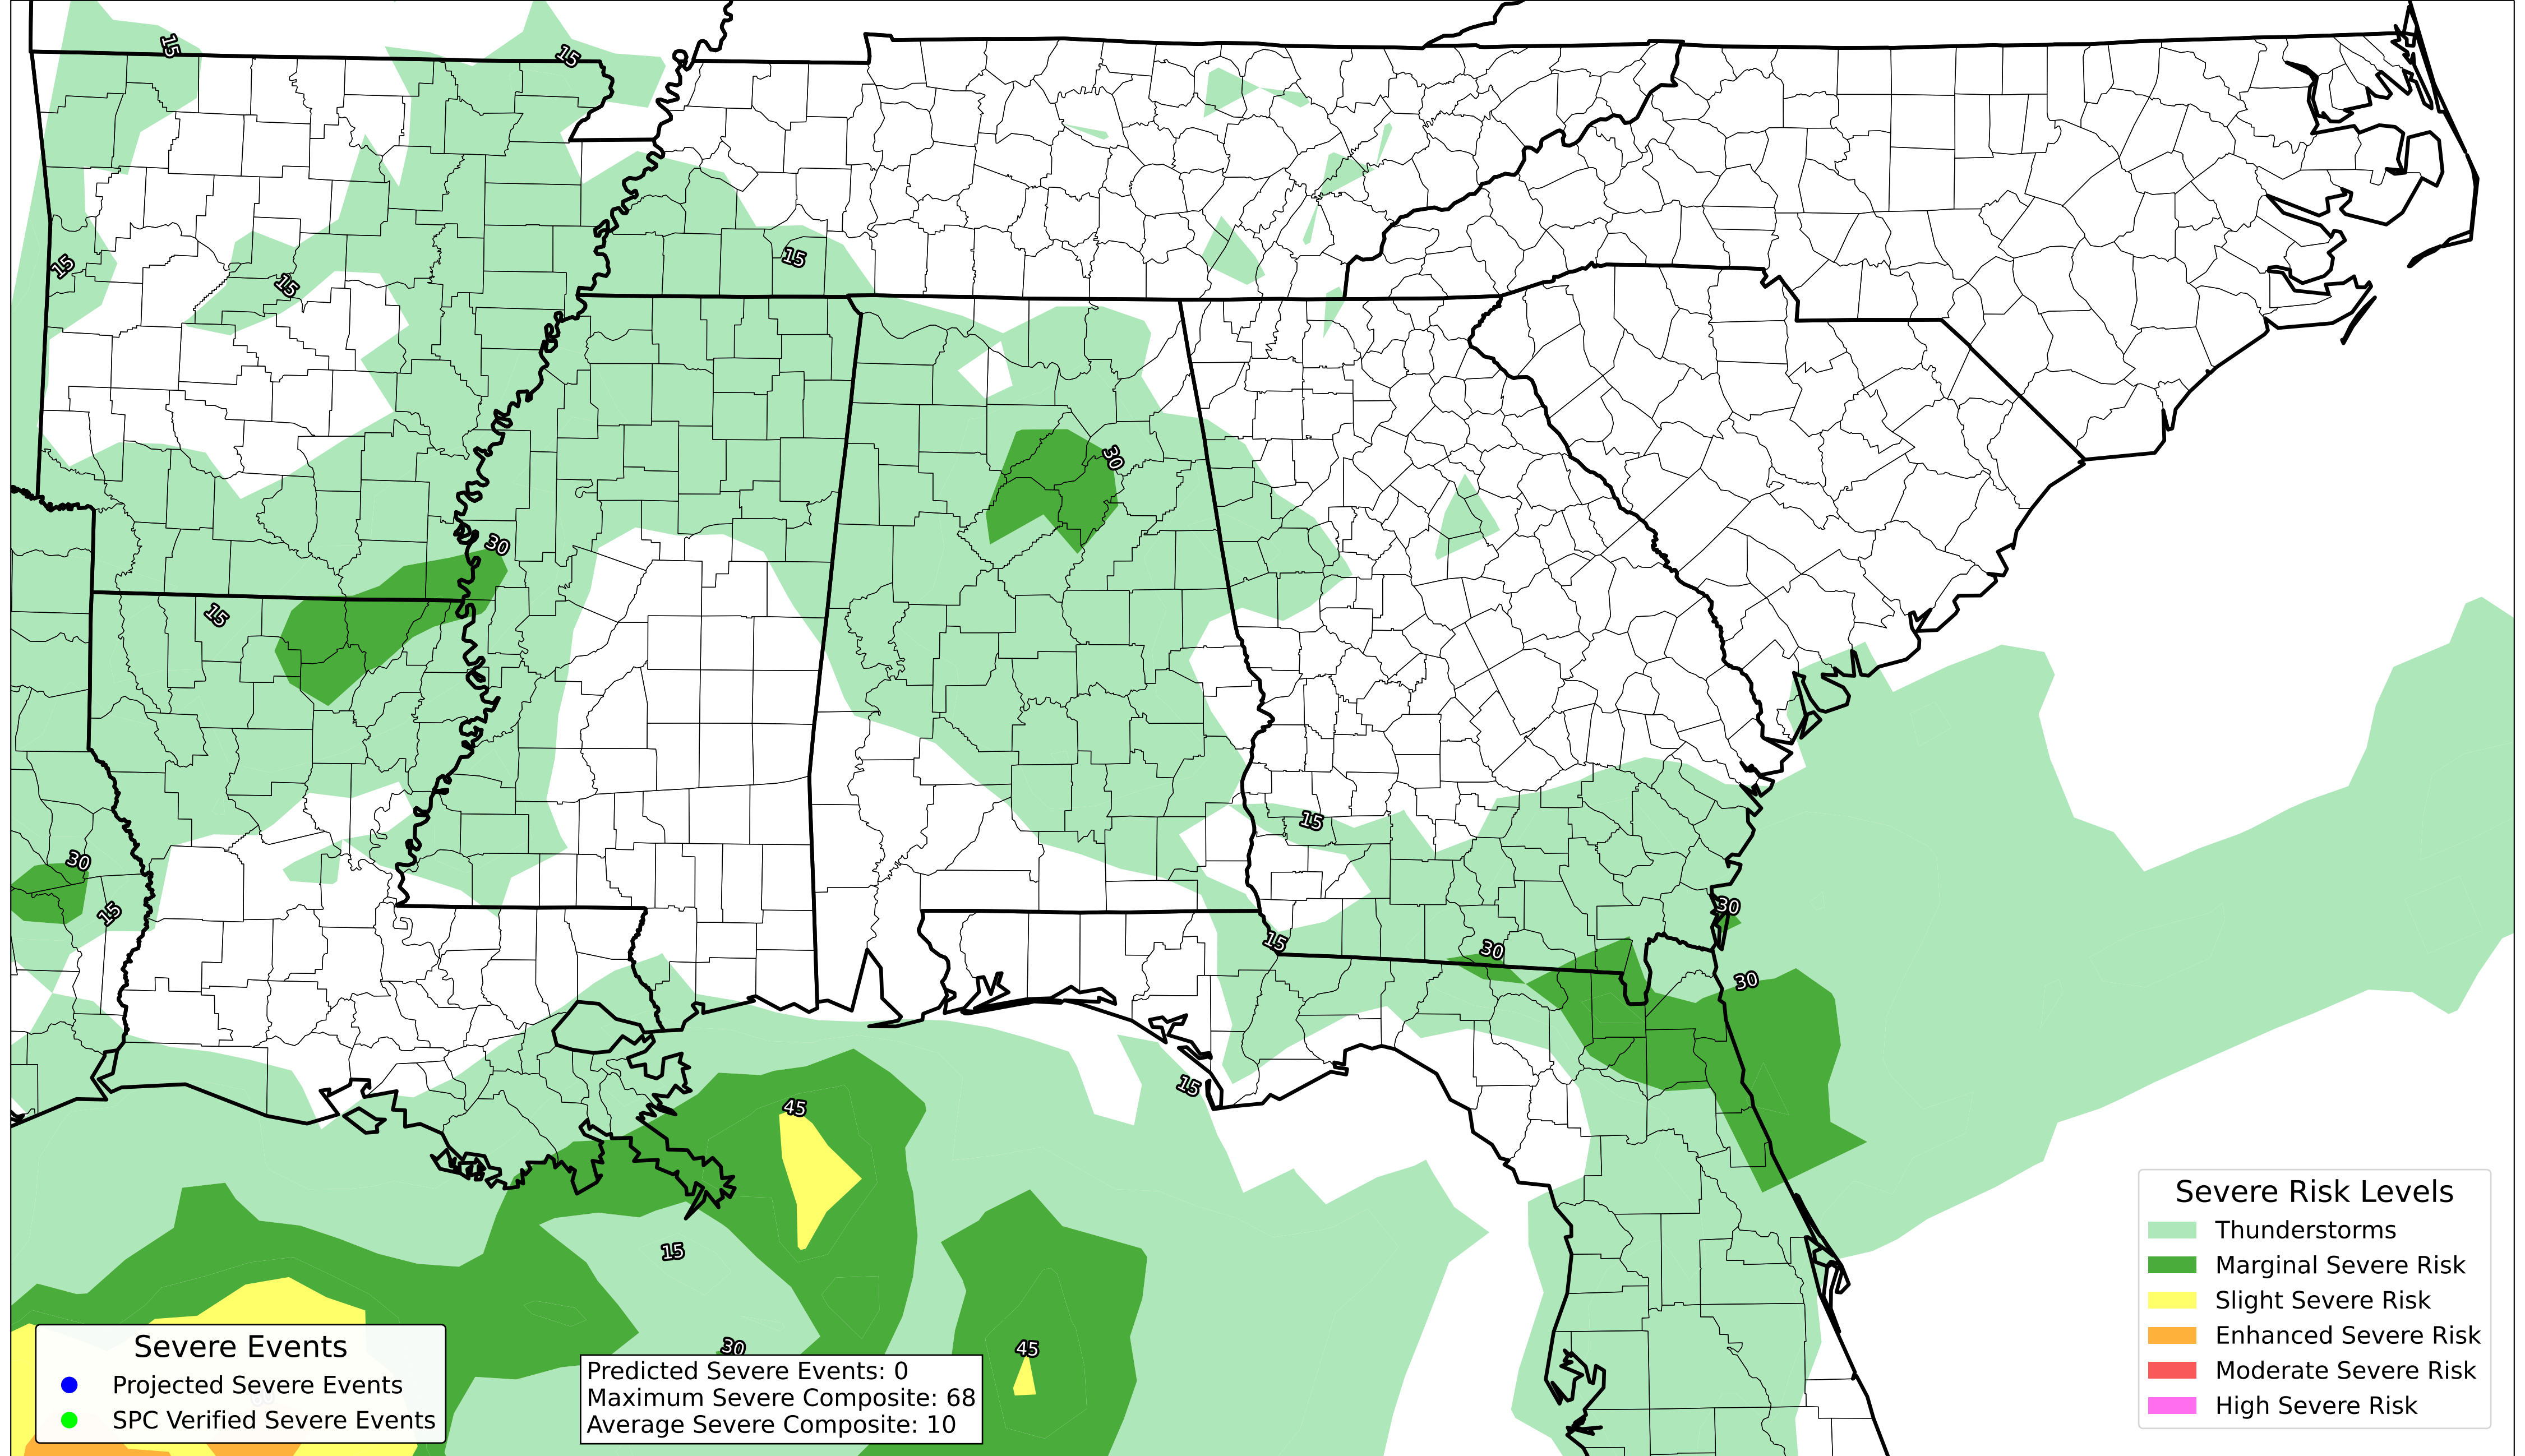 15
15
15
15
15
30
30
15
30
15
15
30
15
30
30
30
15
15
45
15
30
45
Severe Risk Levels
Thunderstorms
Marginal Severe Risk
Slight Severe Risk
Enhanced Severe Risk
Moderate Severe Risk
High Severe Risk
Severe Events
Projected Severe Events
SPC Verified Severe Events
Predicted Severe Events: 0
Maximum Severe Composite: 68
Average Severe Composite: 10